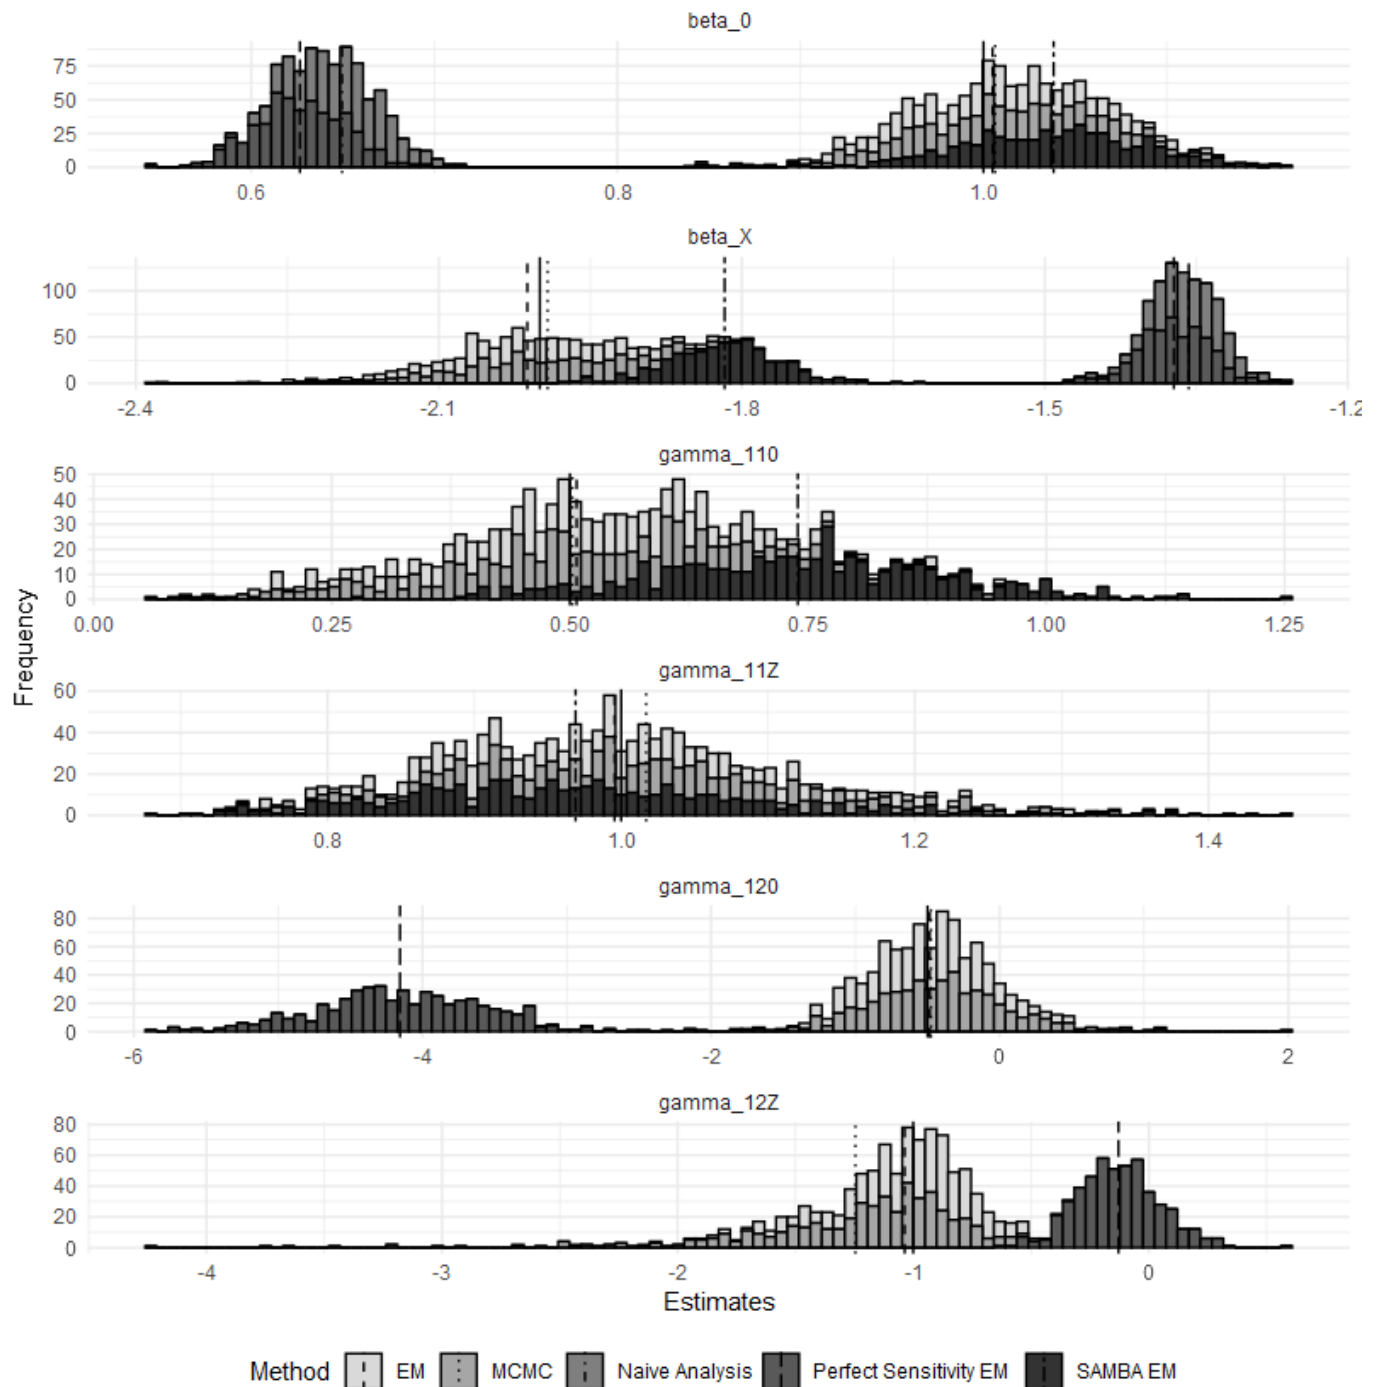 beta_0
75
50
25
0
0.6 0.8 1.0
beta_X
100
50
0
-2.4 -2.1 -1.8 -1.5 -1.2
gamma_110
50
40
30
20
10
0
0.00 0.25 0.50 0.75 1.00 1.25
Frequency
gamma_11Z
60
40
20
0
0.8 1.0 1.2 1.4
gamma_120
80
60
40
20
0
-6 -4 -2 0 2
gamma_12Z
80
60
40
20
0
-4 -3 -2 -1 0
Estimates
Method EM MCMC Naive Analysis Perfect Sensitivity EM SAMBA EM